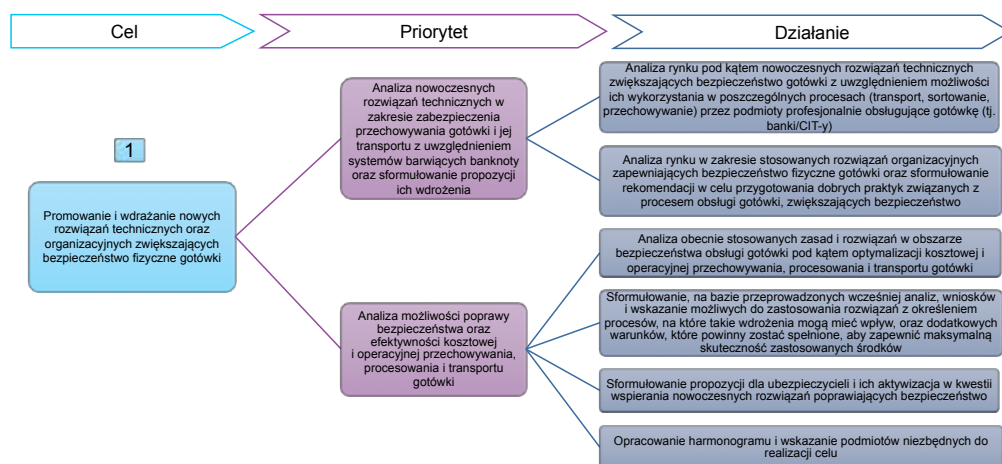 Cel
Priorytet
Działanie
1
Promowanie i wdrażanie nowych
rozwiązań technicznych oraz
organizacyjnych zwiększających
bezpieczeństwo fizyczne gotówki
Analiza nowoczesnych
rozwiązań technicznych w
zakresie zabezpieczenia
przechowywania gotówki i jej
transportu z uwzględnieniem
systemów barwiących banknoty
oraz sformułowanie propozycji
ich wdrożenia
Analiza rynku pod kątem nowoczesnych rozwiązań technicznych
zwiększających bezpieczeństwo gotówki z uwzględnieniem możliwości
ich wykorzystania w poszczególnych procesach (transport, sortowanie,
przechowywanie) przez podmioty profesjonalnie obsługujące gotówkę (tj.
banki/CIT-y)
Analiza rynku w zakresie stosowanych rozwiązań organizacyjnych
zapewniających bezpieczeństwo fizyczne gotówki oraz sformułowanie
rekomendacji w celu przygotowania dobrych praktyk związanych z
procesem obsługi gotówki, zwiększających bezpieczeństwo
Analiza możliwości poprawy
bezpieczeństwa oraz
efektywności kosztowej
i operacyjnej przechowywania,
procesowania i transportu
gotówki
Analiza obecnie stosowanych zasad i rozwiązań w obszarze
bezpieczeństwa obsługi gotówki pod kątem optymalizacji kosztowej i
operacyjnej przechowywania, procesowania i transportu gotówki
Sformułowanie, na bazie przeprowadzonych wcześniej analiz, wniosków
i wskazanie możliwych do zastosowania rozwiązań z określeniem
procesów, na które takie wdrożenia mogą mieć wpływ, oraz dodatkowych
warunków, które powinny zostać spełnione, aby zapewnić maksymalną
skuteczność zastosowanych środków
Sformułowanie propozycji dla ubezpieczycieli i ich aktywizacja w kwestii
wspierania nowoczesnych rozwiązań poprawiających bezpieczeństwo
Opracowanie harmonogramu i wskazanie podmiotów niezbędnych do
realizacji celu